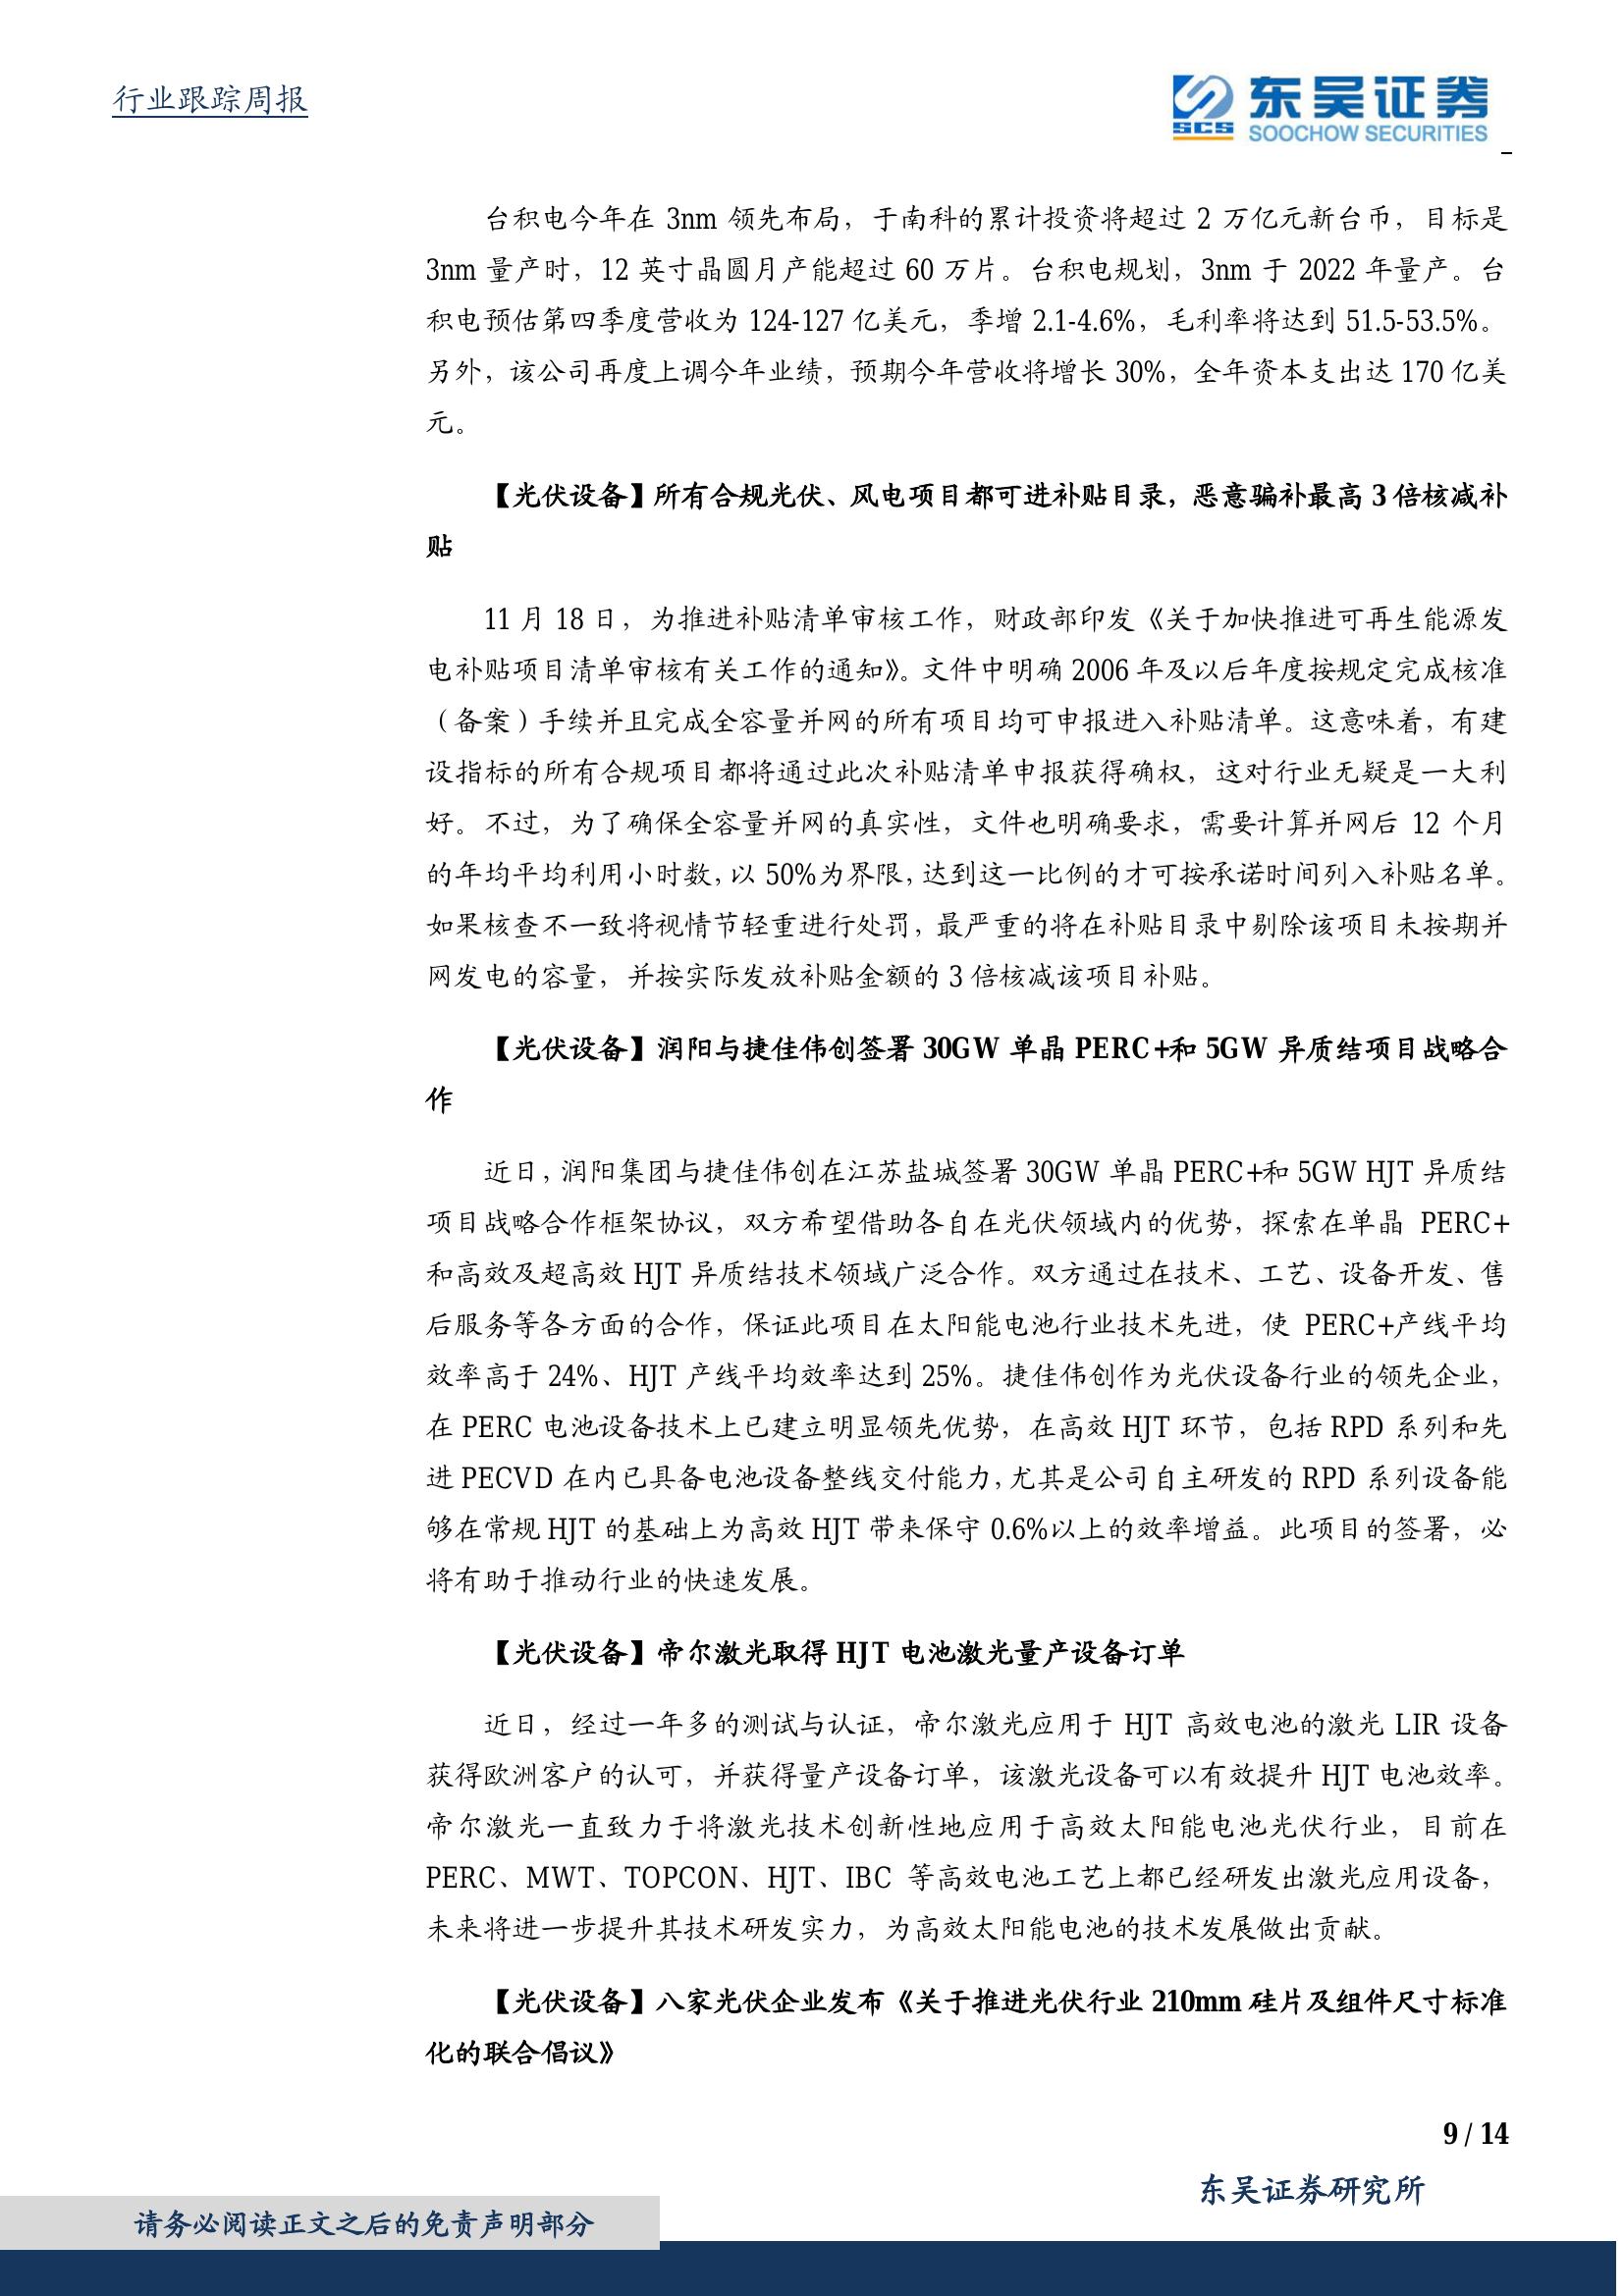 行业跟踪周报
SCS
东吴证券
SOOCHOW SECURITIES
台积电今年在 3nm 领先布局，于南科的累计投资将超过 2 万亿元新台币，目标是
3nm 量产时，12 英寸晶圆月产能超过 60 万片。台积电规划，3nm 于 2022 年量产。台
积电预估第四季度营收为 124-127 亿美元，季增 2.1-4.6%，毛利率将达到 51.5-53.5%。
另外，该公司再度上调今年业绩，预期今年营收将增长 30%，全年资本支出达 170 亿美
元。
【光伏设备】所有合规光伏、风电项目都可进补贴目录，恶意骗补最高 3 倍核减补
贴
11 月 18 日，为推进补贴清单审核工作，财政部印发《关于加快推进可再生能源发
电补贴项目清单审核有关工作的通知》。文件中明确 2006 年及以后年度按规定完成核准
（备案）手续并且完成全容量并网的所有项目均可申报进入补贴清单。这意味着，有建
设指标的所有合规项目都将通过此次补贴清单申报获得确权，这对行业无疑是一大利
好。不过，为了确保全容量并网的真实性，文件也明确要求，需要计算并网后 12 个月
的年均平均利用小时数，以 50%为界限，达到这一比例的才可按承诺时间列入补贴名单。
如果核查不一致将视情节轻重进行处罚，最严重的将在补贴目录中剔除该项目未按期并
网发电的容量，并按实际发放补贴金额的 3 倍核减该项目补贴。
【光伏设备】润阳与捷佳伟创签署 30GW 单晶 PERC+和 5GW 异质结项目战略合
作
近日，润阳集团与捷佳伟创在江苏盐城签署 30GW 单晶 PERC+和 5GW HJT 异质结
项目战略合作框架协议，双方希望借助各自在光伏领域内的优势，探索在单晶 PERC+
和高效及超高效 HJT 异质结技术领域广泛合作。双方通过在技术、工艺、设备开发、售
后服务等各方面的合作，保证此项目在太阳能电池行业技术先进，使 PERC+产线平均
效率高于 24%、HJT 产线平均效率达到 25%。捷佳伟创作为光伏设备行业的领先企业，
在 PERC 电池设备技术上已建立明显领先优势，在高效 HJT 环节，包括 RPD 系列和先
进 PECVD 在内已具备电池设备整线交付能力，尤其是公司自主研发的 RPD 系列设备能
够在常规 HJT 的基础上为高效 HJT 带来保守 0.6%以上的效率增益。此项目的签署，必
将有助于推动行业的快速发展。
【光伏设备】帝尔激光取得 HJT 电池激光量产设备订单
近日，经过一年多的测试与认证，帝尔激光应用于 HJT 高效电池的激光 LIR 设备
获得欧洲客户的认可，并获得量产设备订单，该激光设备可以有效提升 HJT 电池效率。
帝尔激光一直致力于将激光技术创新性地应用于高效太阳能电池光伏行业，目前在
PERC、MWT、TOPCON、HJT、IBC 等高效电池工艺上都已经研发出激光应用设备，
未来将进一步提升其技术研发实力，为高效太阳能电池的技术发展做出贡献。
【光伏设备】八家光伏企业发布《关于推进光伏行业 210mm 硅片及组件尺寸标准
化的联合倡议》
9 / 14
东吴证券研究所
请务必阅读正文之后的免责声明部分